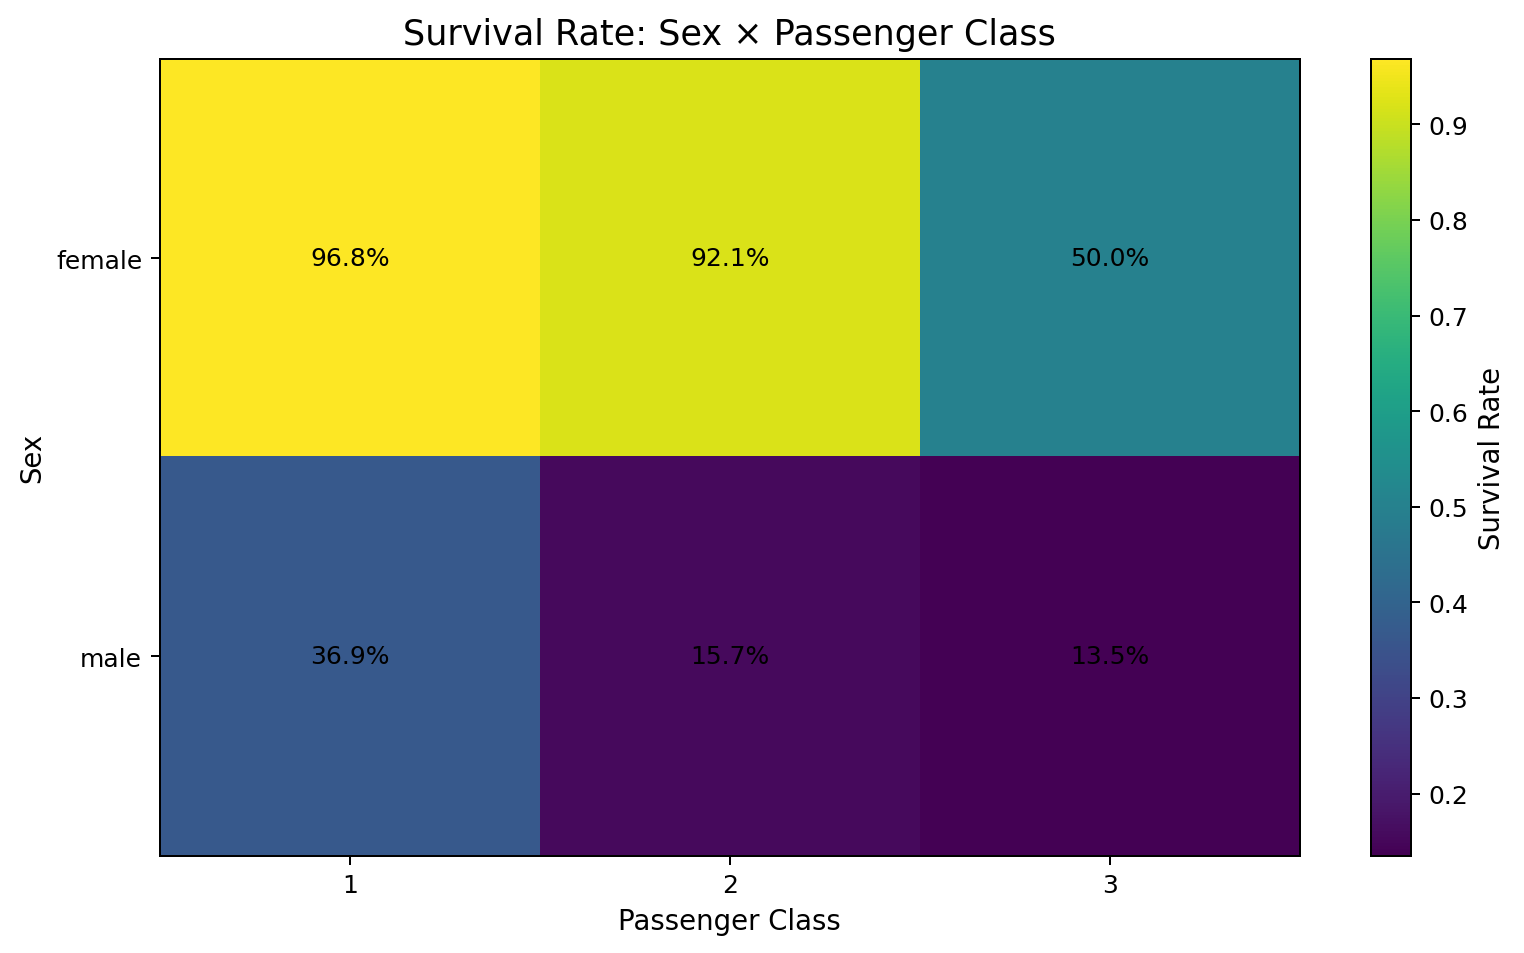 Survival Rate: Sex × Passenger Class
female
96.8%
92.1%
50.0%
male
36.9%
15.7%
13.5%
Sex
1
2
3
Passenger Class
0.9
0.8
0.7
0.6
0.5
0.4
0.3
0.2
Survival Rate